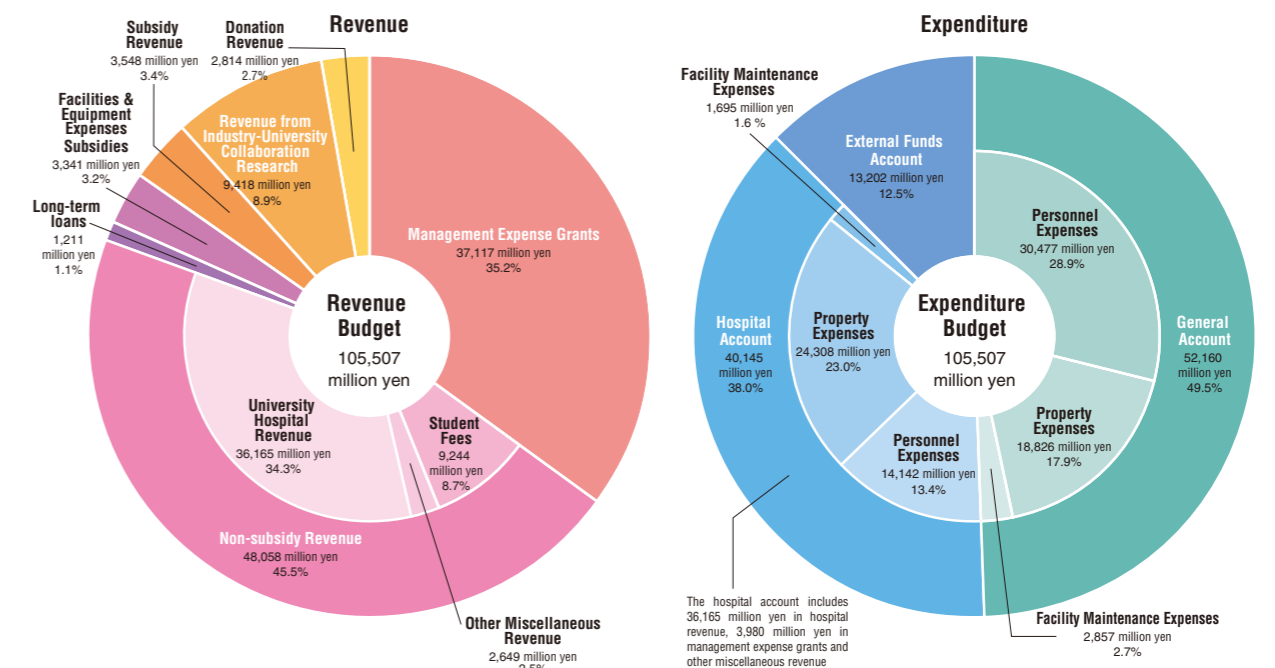 Revenue
Subsidy
Revenue
3,548 million yen
3.4%
Donation
Revenue
2,814 million yen
2.7%
Facilities &
Equipment
Expenses
Subsidies
3,341 million yen
3.2%
Long-term
loans
1,211
million yen
1.1%
Revenue from
Industry-University
Collaboration
Research
9,418 million yen
8.9%
Management Expense Grants
37,117 million yen
35.2%
Revenue
Budget
105,507
million yen
University
Hospital
Revenue
36,165 million yen
34.3%
Student
Fees
9,244
million yen
8.7%
Non-subsidy Revenue
48,058 million yen
45.5%
Other Miscellaneous
Revenue
2,649 million yen
2.5%
Expenditure
Facility Maintenance
Expenses
1,695 million yen
1.6 %
External Funds
Account
13,202 million yen
12.5%
Personnel
Expenses
30,477 million yen
28.9%
Hospital
Account
40,145
million yen
38.0%
Property
Expenses
24,308 million yen
23.0%
Expenditure
Budget
105,507
million yen
General
Account
52,160
million yen
49.5%
Property
Expenses
18,826 million yen
17.9%
Personnel
Expenses
14,142 million yen
13.4%
The hospital account includes
36,165 million yen in hospital
revenue, 3,980 million yen in
management expense grants and
other miscellaneous revenue
Facility Maintenance Expenses
2,857 million yen
2.7%